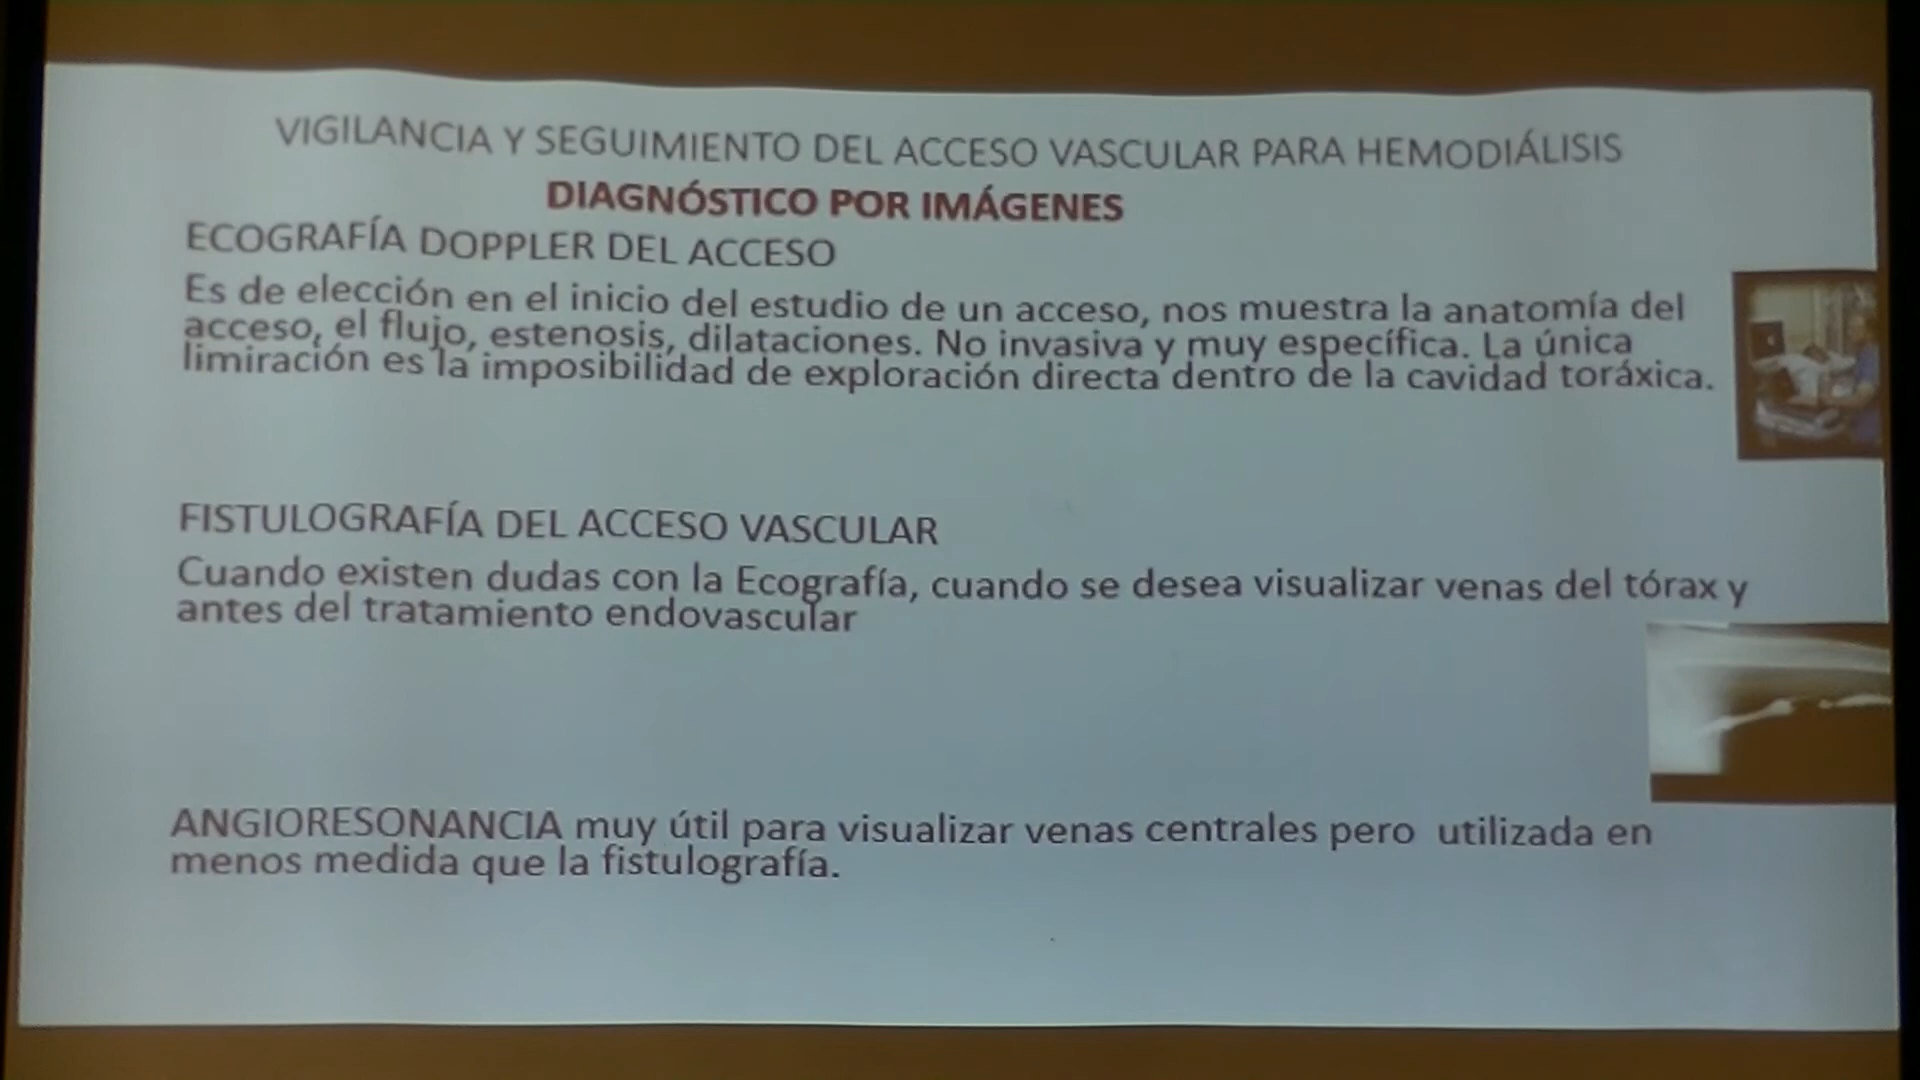 VIGILANCIA Y SEGUIMIENTO DEL ACCESO VASCULAR PARA HEMODIÁLISIS
DIAGNÓSTICO POR IMÁGENES
ECOGRAFÍA DOPPLER DEL ACCESO
Es de elección en el inicio del estudio de un acceso, nos muestra la anatomía del
acceso, el flujo, estenosis, dilataciones. No invasiva y muy específica. La única
limiración es la imposibilidad de exploración directa dentro de la cavidad toráxica.
FISTULOGRAFÍA DEL ACCESO VASCULAR
Cuando existen dudas con la Ecografía, cuando se desea visualizar venas del tórax y
antes del tratamiento endovascular
ANGIORESONANCIA muy útil para visualizar venas centrales pero utilizada en
menos medida que la fistulografía.